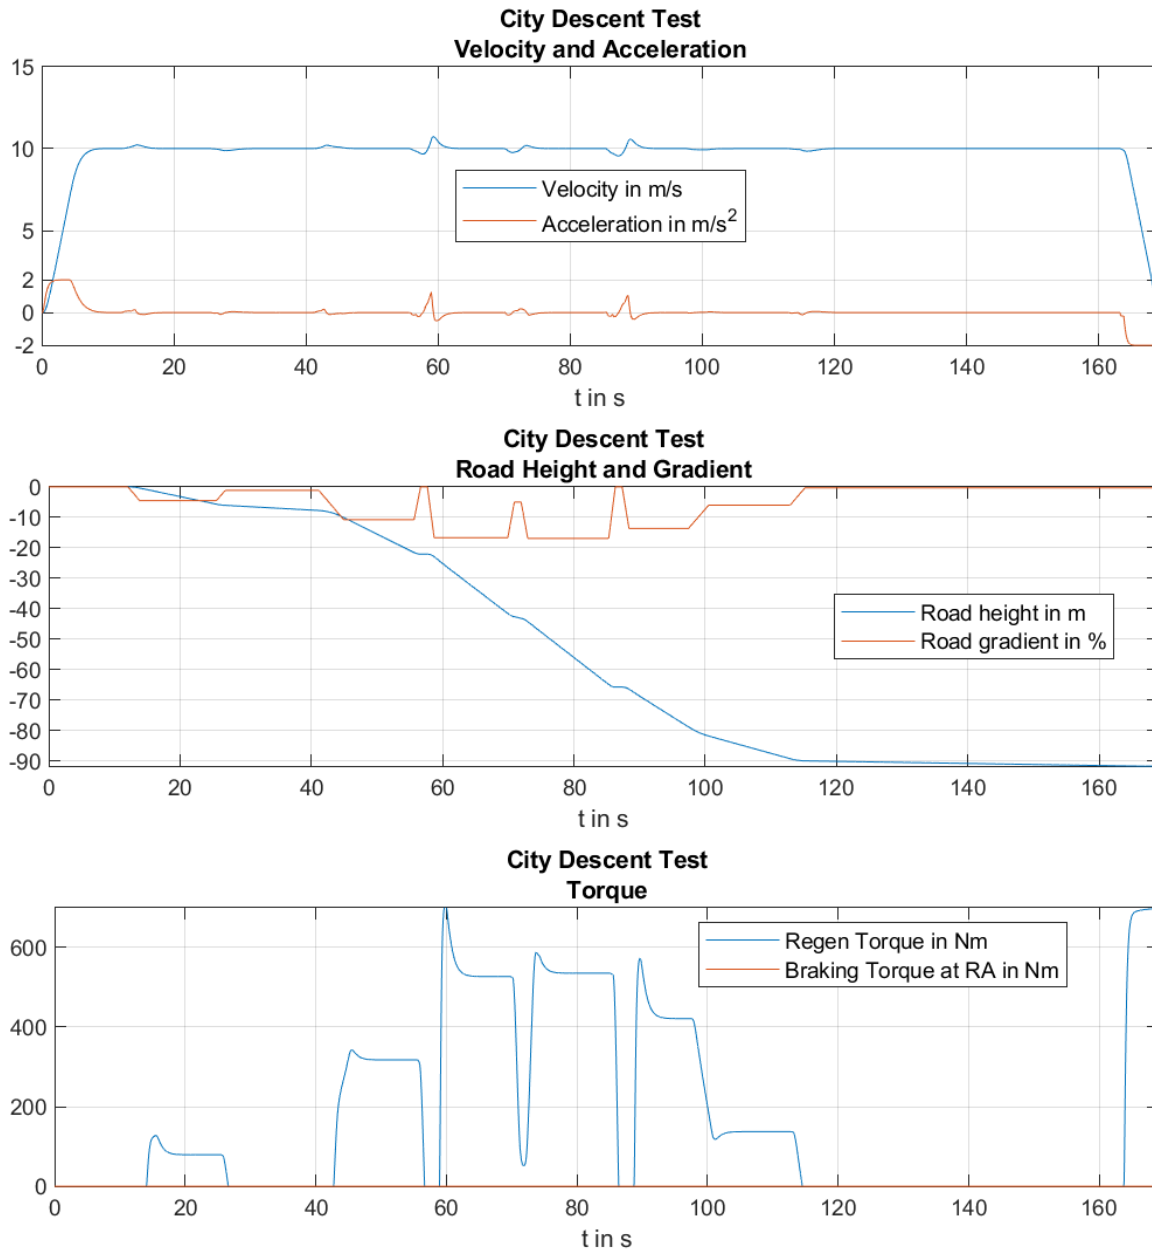 City Descent Test
Velocity and Acceleration
15
10
5
2
0
-2
Velocity in m/s
Acceleration in m/s²
0 20 40 60 80 100 120 140 160
t in s
City Descent Test
Road Height and Gradient
0
-10
-20
-30
-40
-50
-60
-70
-80
-90
Road height in m
Road gradient in %
0 20 40 60 80 100 120 140 160
t in s
City Descent Test
Torque
600
400
200
0
Regen Torque in Nm
Braking Torque at RA in Nm
0 20 40 60 80 100 120 140 160
t in s